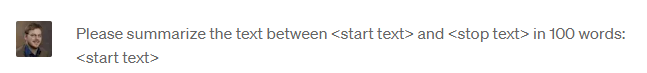 Please summarize the text between <start text> and <stop text> in 100 words:
<start text>